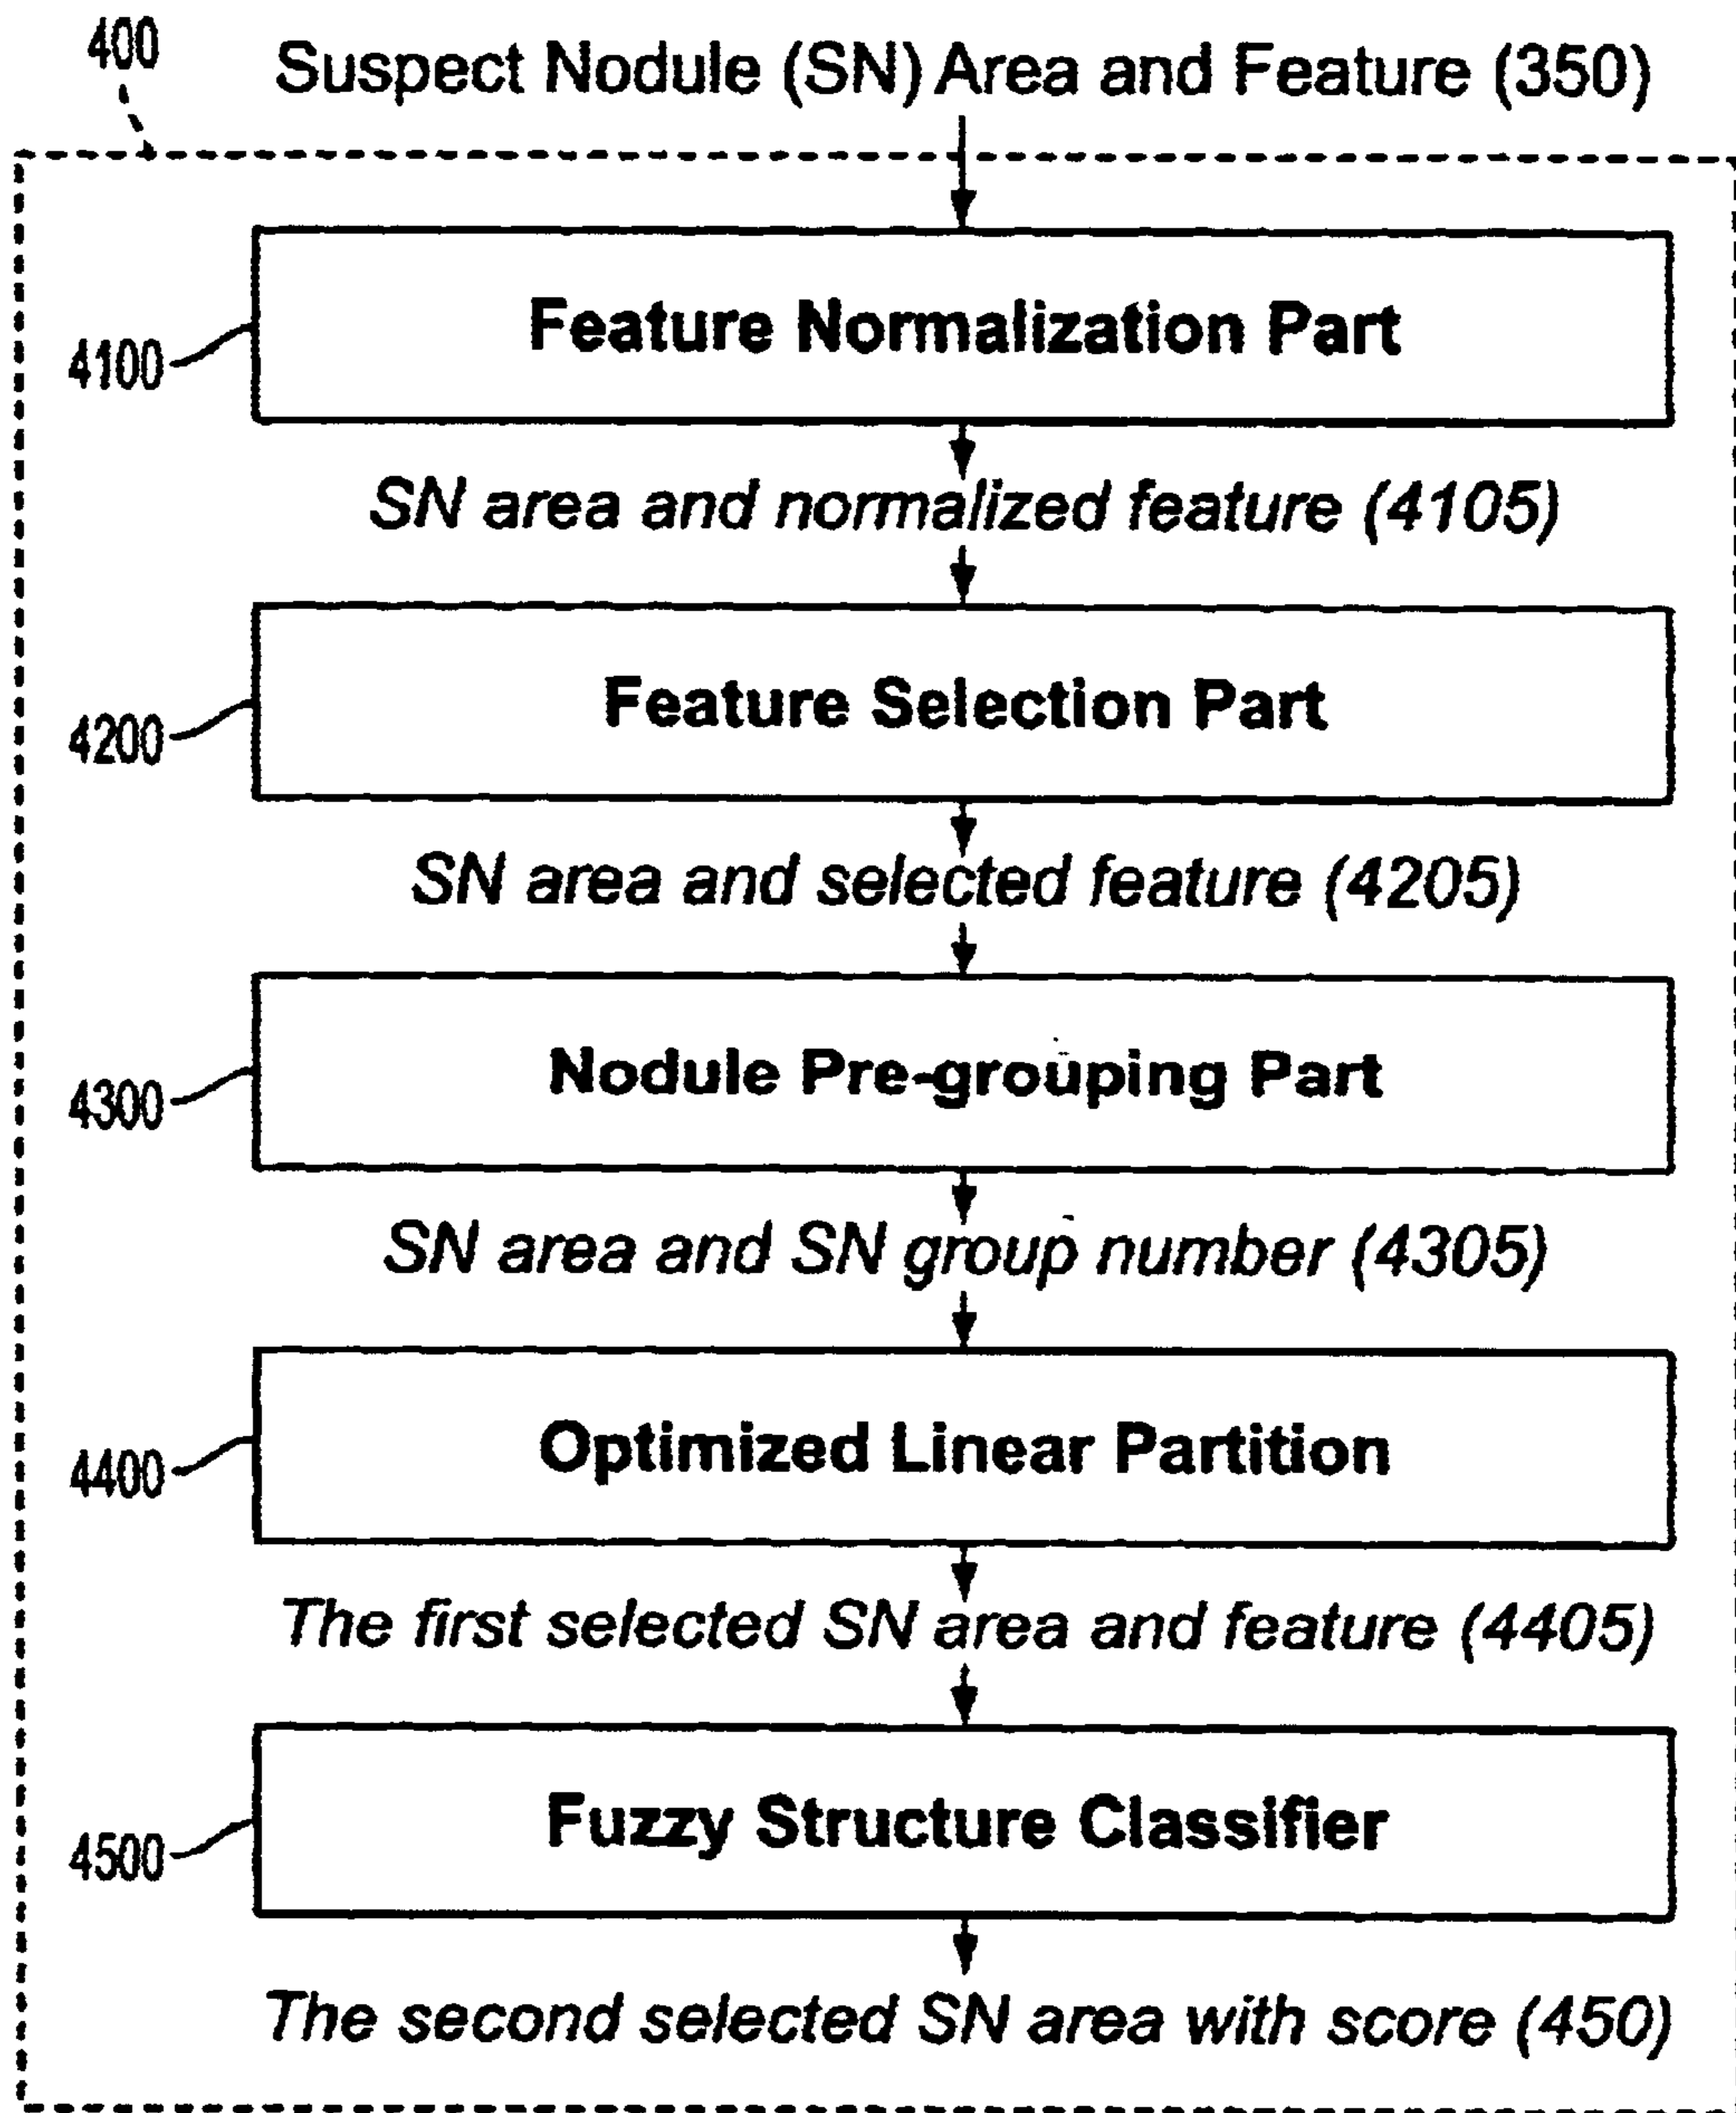 400
Suspect Nodule (SN) Area and Feature (350)
Feature Normalization Part
4100
SN area and normalized feature (4105)
Feature Selection Part
4200
SN area and selected feature (4205)
Nodule Pre-grouping Part
4300
SN area and SN group number (4305)
Optimized Linear Partition
4400
The first selected SN area and feature (4405)
Fuzzy Structure Classifier
4500
The second selected SN area with score (450)